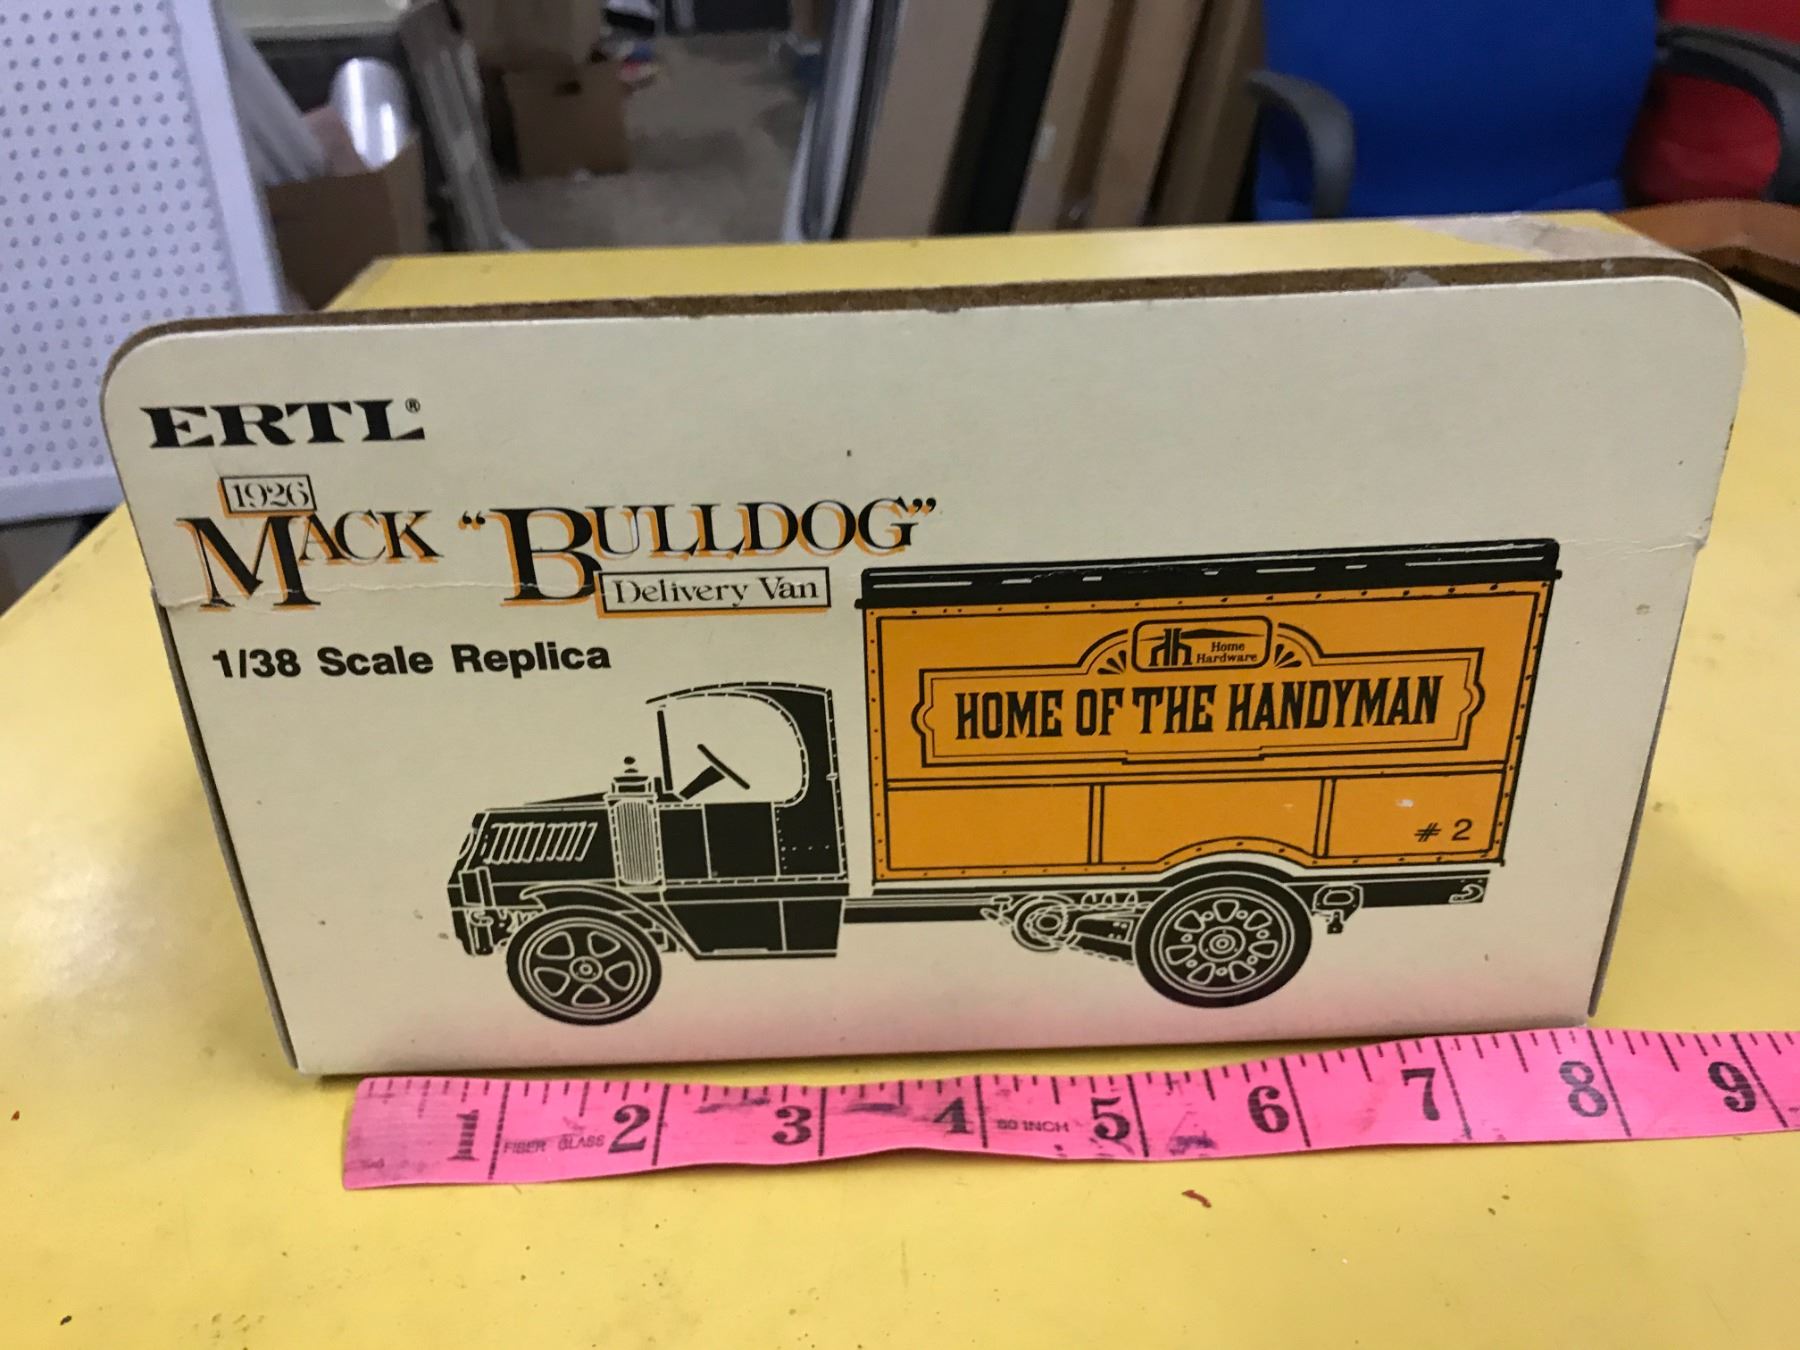 ERTL®
1926
MACK "BULLDOG"
Delivery Van
1/38 Scale Replica
Home
Hardware
HOME OF THE HANDYMAN
# 2
1 2 3 4 5 6 7 8 9
FIBER GLASS
60 INCH